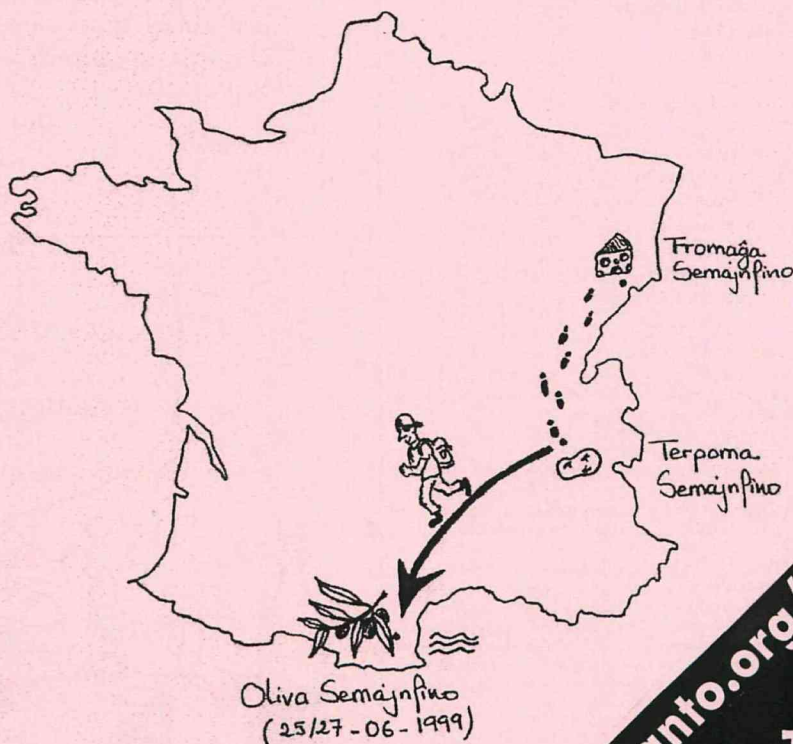 Fromaĝa
Semajnfino
Terpoma
Semajnfino
Oliva Semajnfino
(25/27-06-1999)
anto.org/